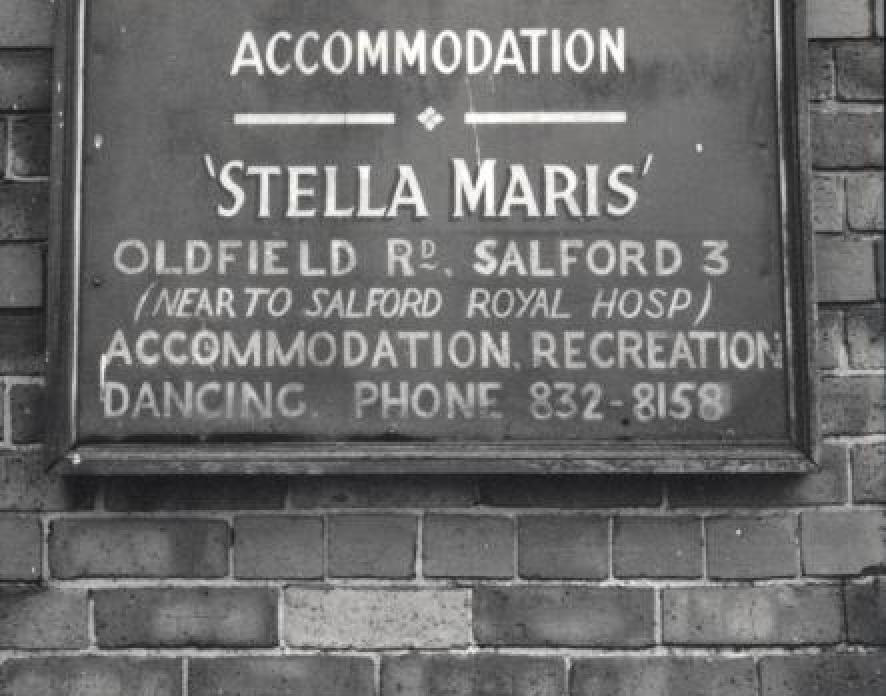 ACCOMMODATION
'STELLA MARIS'
OLDFIELD RD. SALFORD 3
(NEAR TO SALFORD ROYAL HOSP)
ACCOMMODATION. RECREATION
DANCING. PHONE 832-8158